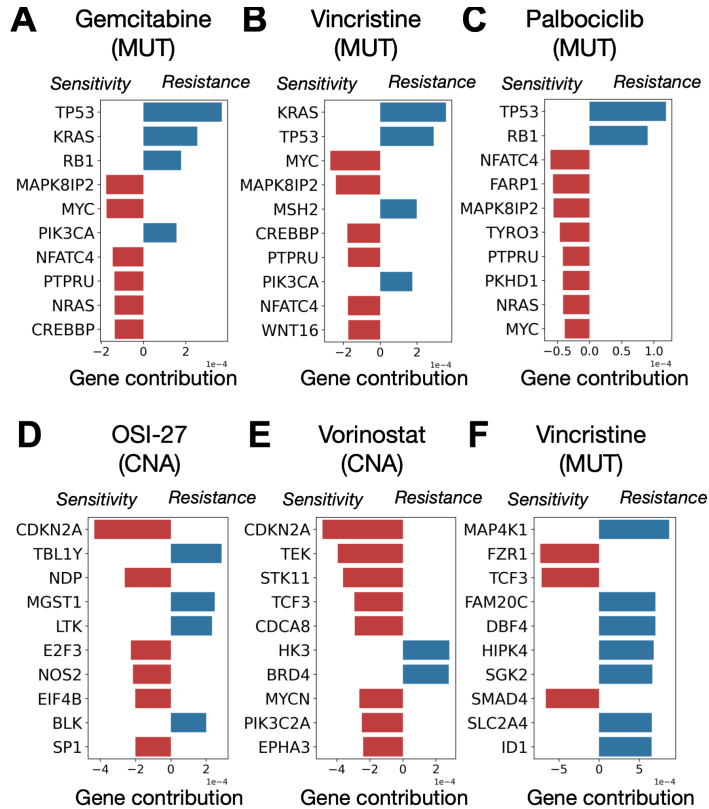 A Gemcitabine (MUT)
Sensitivity Resistance
TP53
KRAS
RB1
MAPK8IP2
MYC
PIK3CA
NFATC4
PTPRU
NRAS
CREBBP
−2 0 2 4
1e−4
Gene contribution
B Vincristine (MUT)
Sensitivity Resistance
KRAS
TP53
MYC
MAPK8IP2
MSH2
CREBBP
PTPRU
PIK3CA
NFATC4
WNT16
−2 0 2 4
1e−4
Gene contribution
C Palbociclib (MUT)
Sensitivity Resistance
TP53
RB1
NFATC4
FARP1
MAPK8IP2
TYRO3
PTPRU
PKHD1
NRAS
MYC
−0.5 0.0 0.5 1.0
1e−4
Gene contribution
D OSI-27 (CNA)
Sensitivity Resistance
CDKN2A
TBL1Y
NDP
MGST1
LTK
E2F3
NOS2
EIF4B
BLK
SP1
−4 −2 0 2
1e−4
Gene contribution
E Vorinostat (CNA)
Sensitivity Resistance
CDKN2A
TEK
STK11
TCF3
CDCA8
HK3
BRD4
MYCN
PIK3C2A
EPHA3
−4 −2 0 2
1e−4
Gene contribution
F Vincristine (MUT)
Sensitivity Resistance
MAP4K1
FZR1
TCF3
FAM20C
DBF4
HIPK4
SGK2
SMAD4
SLC2A4
ID1
−5 0 5
1e−4
Gene contribution